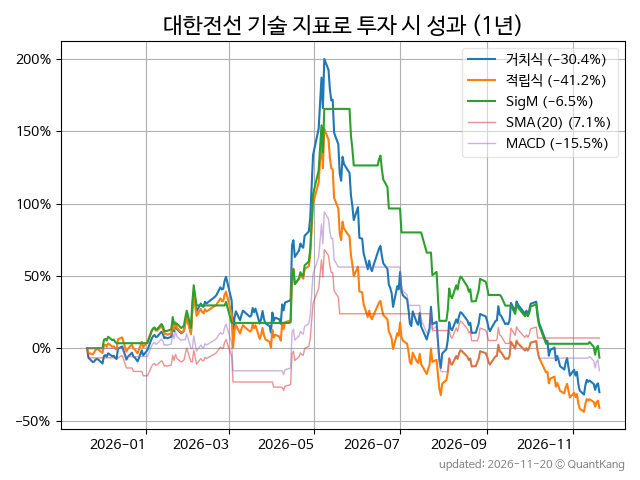 대한전선 기술 지표로 투자 시 성과 (1년)
200%
150%
100%
50%
0%
−50%
거치식 (−30.4%)
적립식 (−41.2%)
SigM (−6.5%)
SMA(20) (7.1%)
MACD (−15.5%)
2026-01
2026-03
2026-05
2026-07
2026-09
2026-11
updated: 2026-11-20 © QuantKang